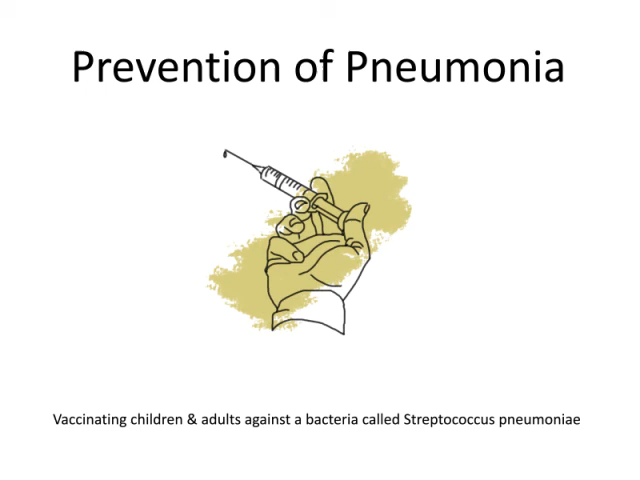 Prevention of Pneumonia
Vaccinating children & adults against a bacteria called Streptococcus pneumoniae